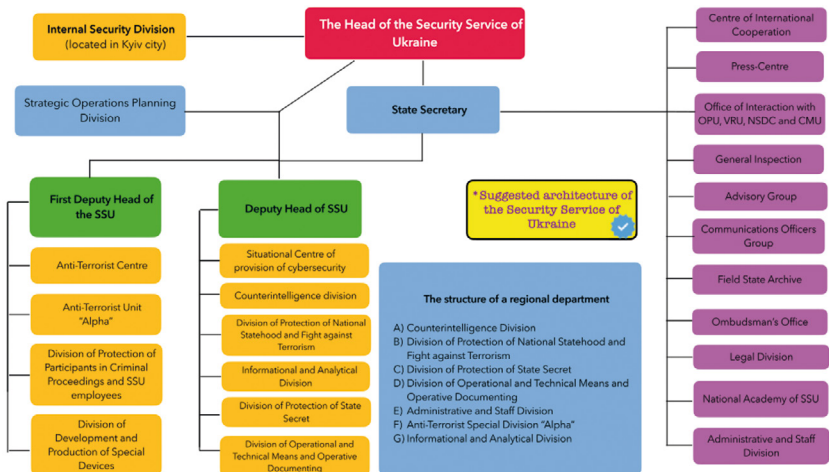 Internal Security Division
(located in Kyiv city)
The Head of the Security Service of
Ukraine
Strategic Operations Planning
Division
State Secretary
First Deputy Head of
the SSU
Anti-Terrorist Centre
Anti-Terrorist Unit
"Alpha"
Division of Protection of
Participants in Criminal
Proceedings and SSU
employees
Division of
Development and
Production of Special
Devices
Deputy Head of SSU
Situational Centre of
provision of cybersecurity
Counterintelligence division
Division of Protection of National
Statehood and Fight against
Terrorism
Informational and Analytical
Division
Division of Protection of State
Secret
Division of Operational and
Technical Means and Operative
Documenting
*Suggested architecture of
the Security Service of
Ukraine
The structure of a regional department
A) Counterintelligence Division
B) Division of Protection of National Statehood and
Fight against Terrorism
C) Division of Protection of State Secret
D) Division of Operational and Technical Means and
Operative Documenting
E) Administrative and Staff Division
F) Anti-Terrorist Special Division "Alpha"
G) Informational and Analytical Division
Centre of International
Cooperation
Press-Centre
Office of Interaction with
OPU, VRU, NSDC and CMU
General Inspection
Advisory Group
Communications Officers
Group
Field State Archive
Ombudsman's Office
Legal Division
National Academy of SSU
Administrative and Staff
Division